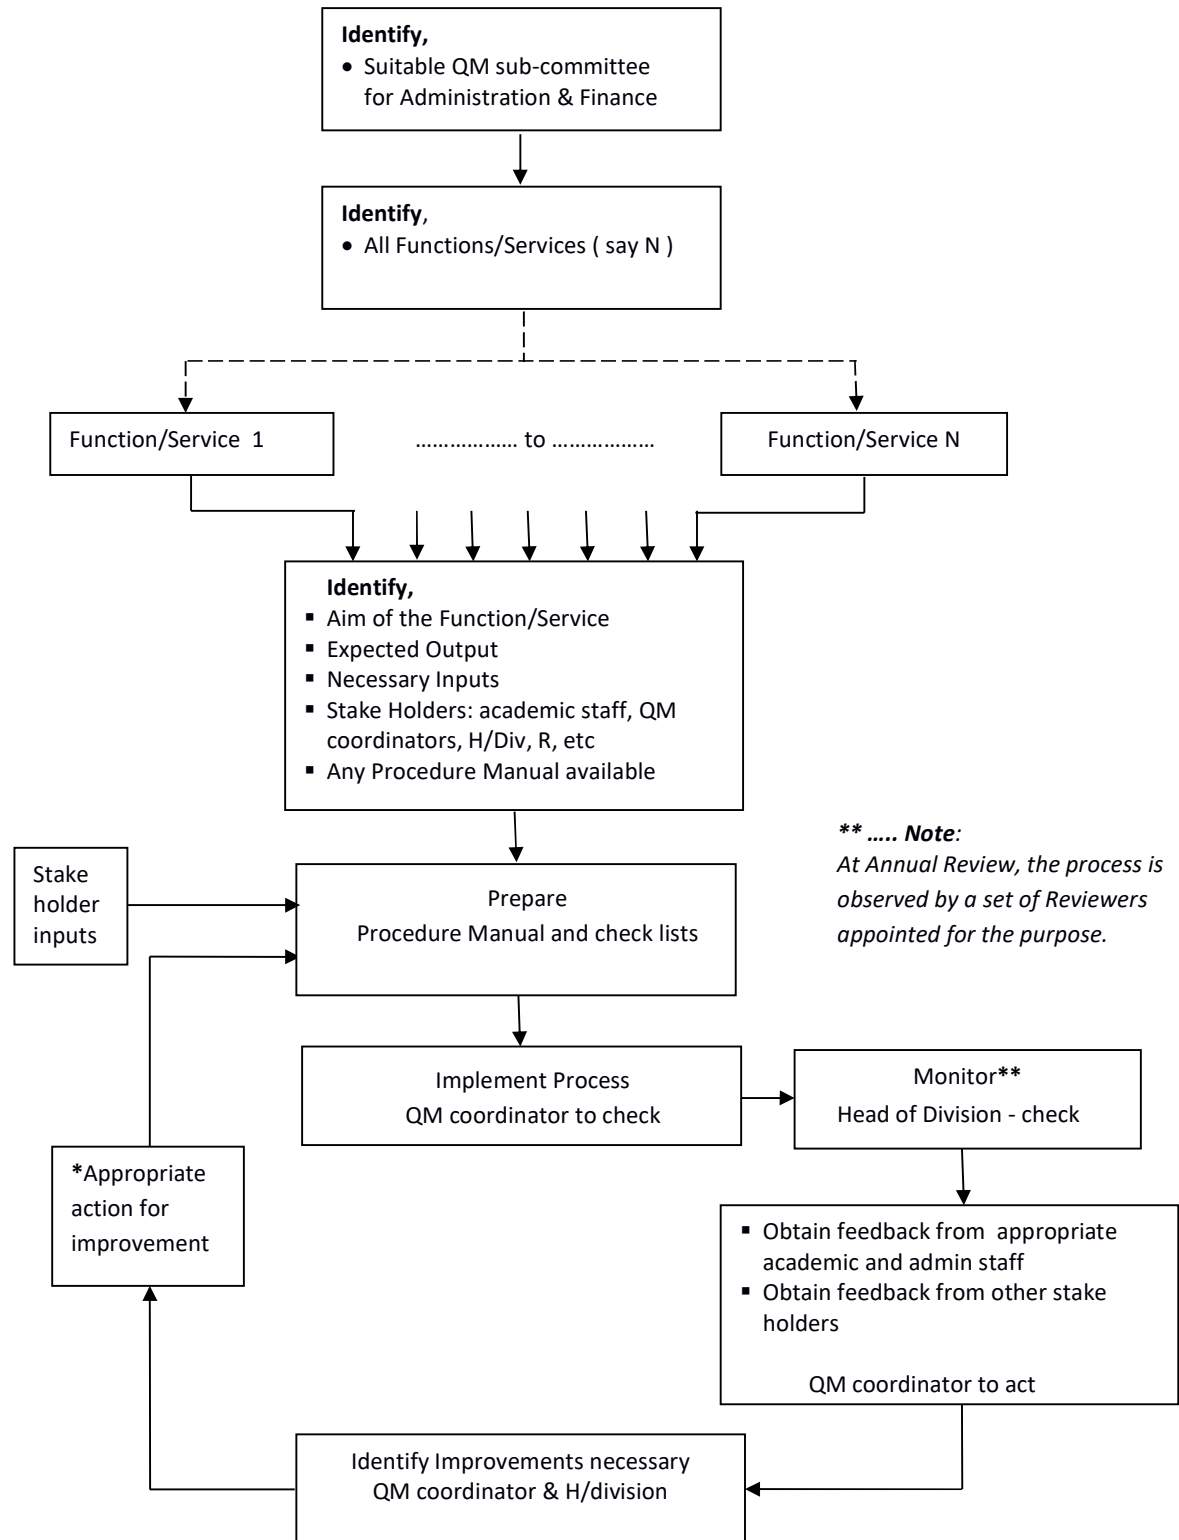 Identify,
• Suitable QM sub-committee
for Administration & Finance
Identify,
• All Functions/Services ( say N )
Function/Service 1
……………… to ………………
Function/Service N
Identify,
▪ Aim of the Function/Service
▪ Expected Output
▪ Necessary Inputs
▪ Stake Holders: academic staff, QM
coordinators, H/Div, R, etc
▪ Any Procedure Manual available
** ….. Note:
At Annual Review, the process is
observed by a set of Reviewers
appointed for the purpose.
Stake
holder
inputs
Prepare
Procedure Manual and check lists
Implement Process
QM coordinator to check
Monitor**
Head of Division - check
*Appropriate
action for
improvement
▪ Obtain feedback from appropriate
academic and admin staff
▪ Obtain feedback from other stake
holders
QM coordinator to act
Identify Improvements necessary
QM coordinator & H/division